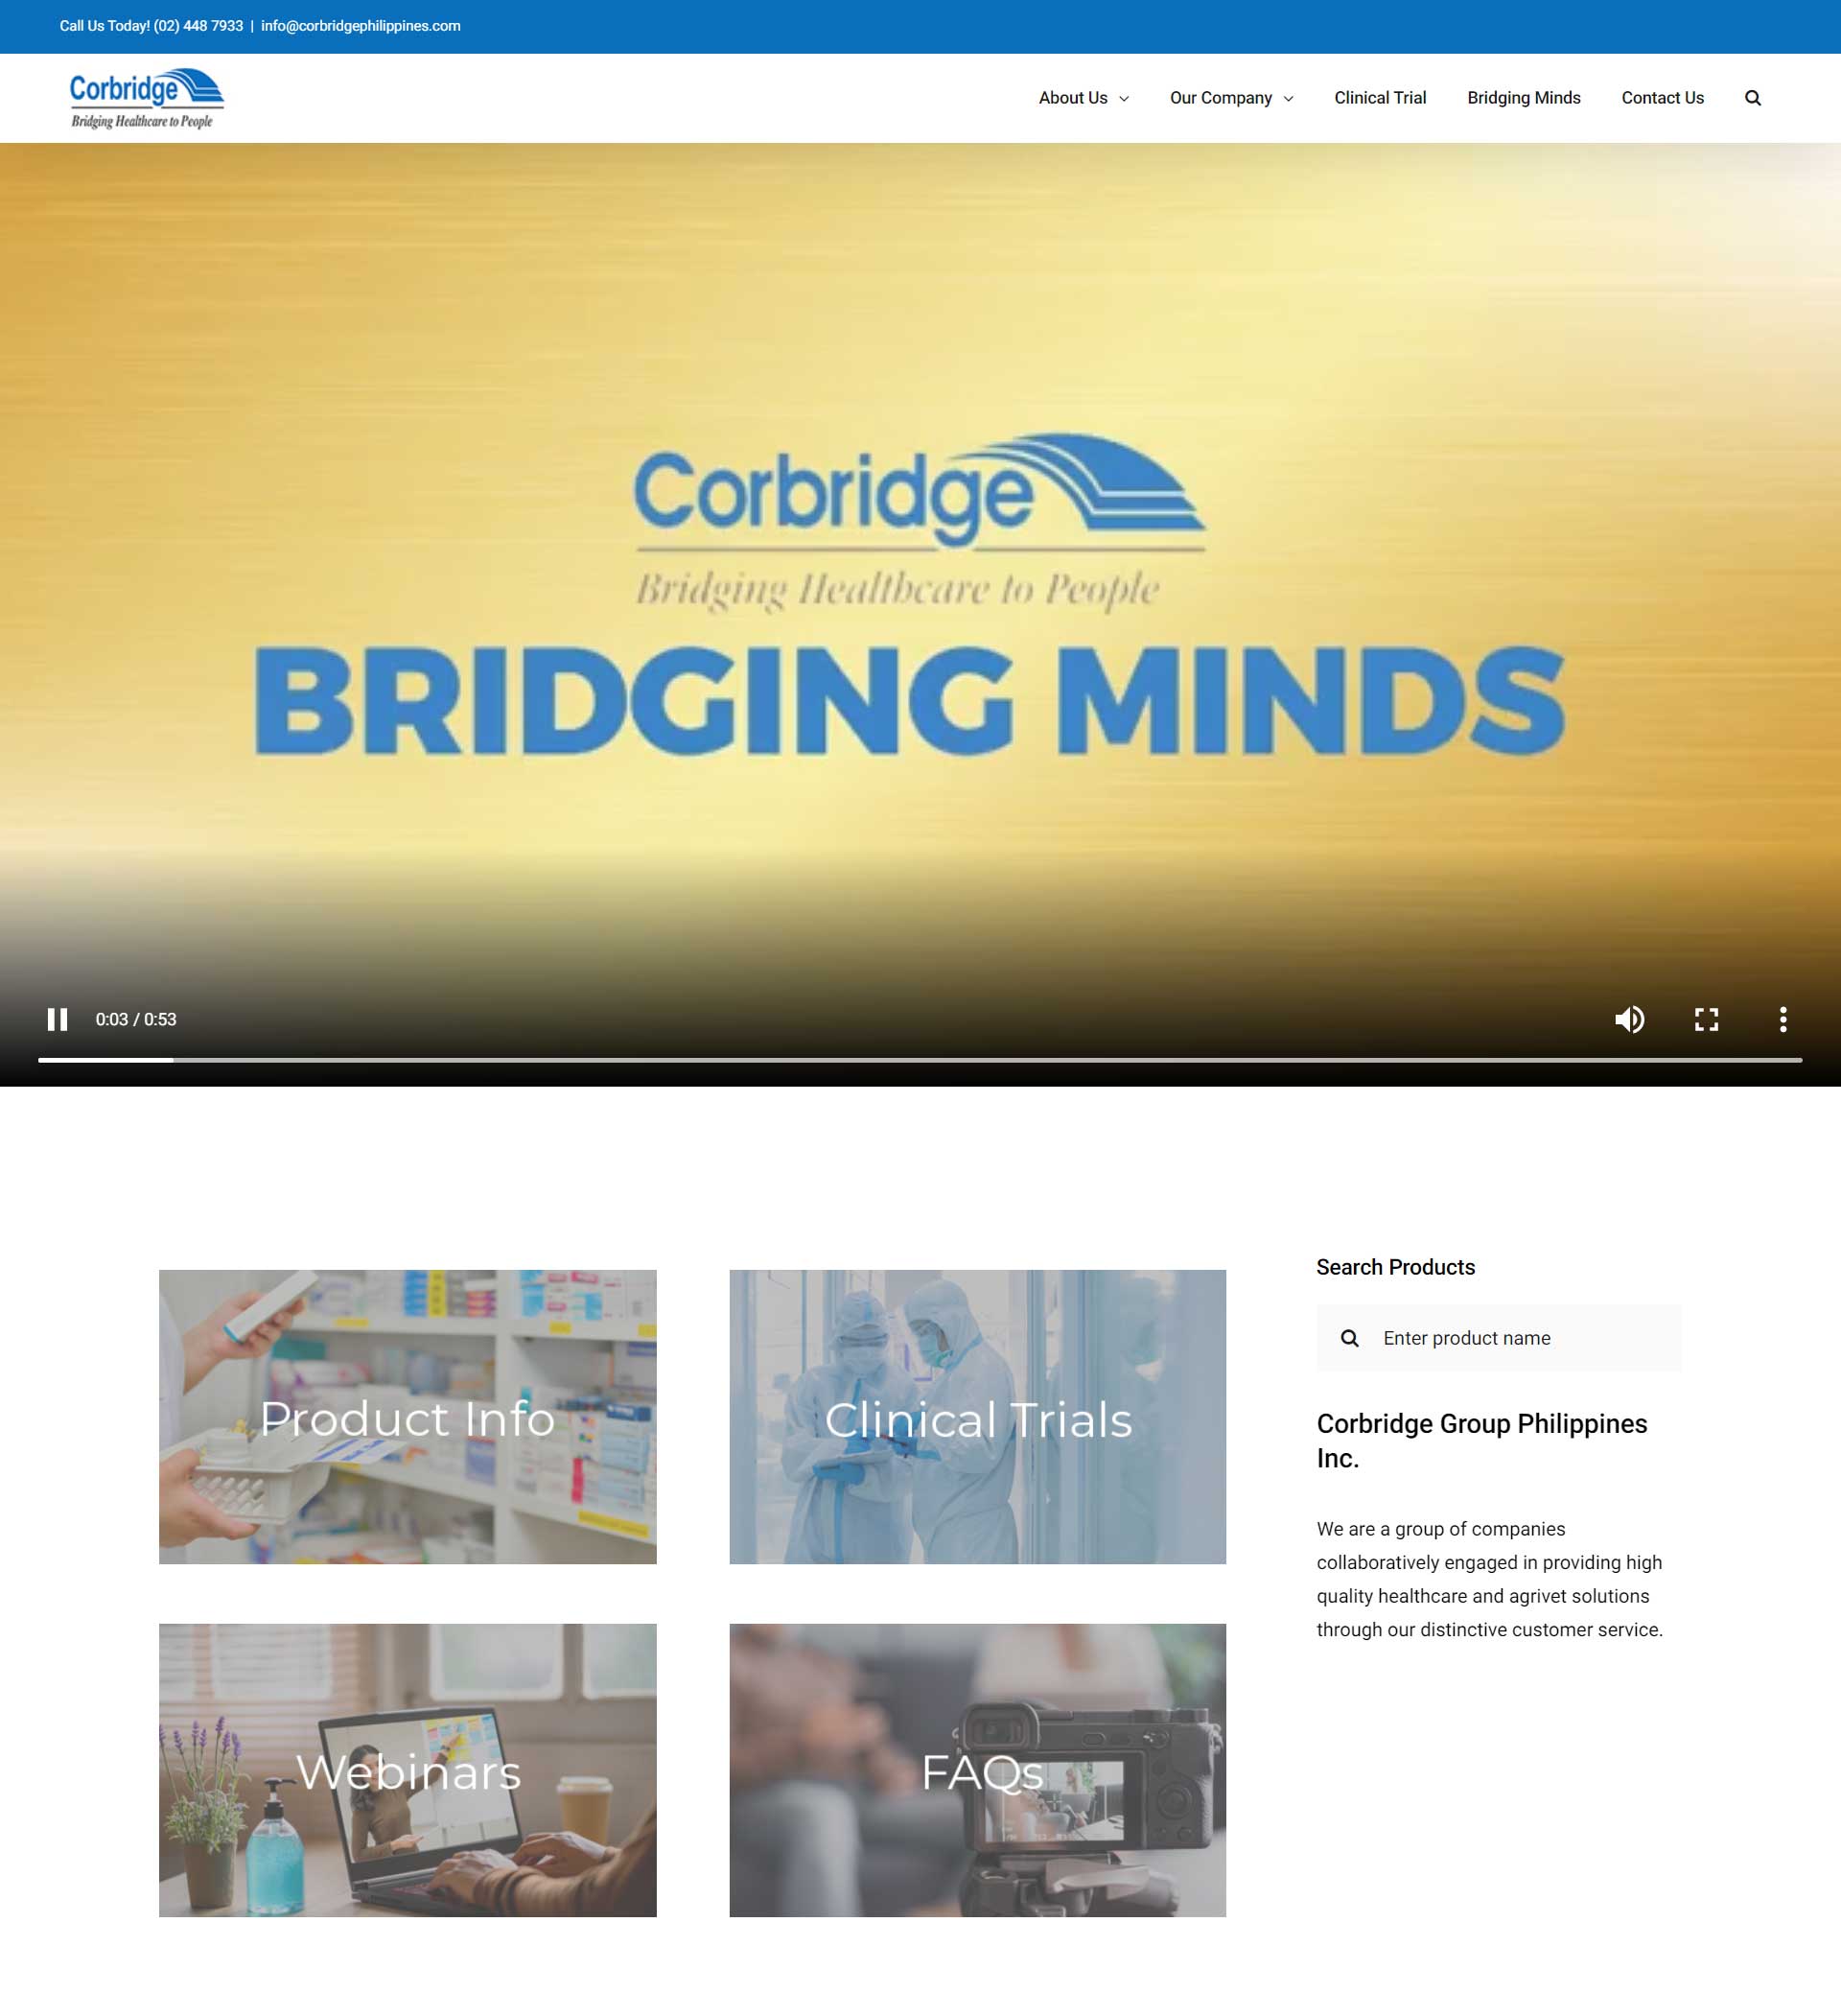 Call Us Today! (02) 448 7933 | info@corbridgephilippines.com
Corbridge
Bridging Healthcare to People
About Us
Our Company
Clinical Trial
Bridging Minds
Contact Us
Corbridge
Bridging Healthcare to People
BRIDGING MINDS
0:03 / 0:53
Product Info
Clinical Trials
Webinars
FAQs
Search Products
Enter product name
Corbridge Group Philippines
Inc.
We are a group of companies
collaboratively engaged in providing high
quality healthcare and agrivet solutions
through our distinctive customer service.